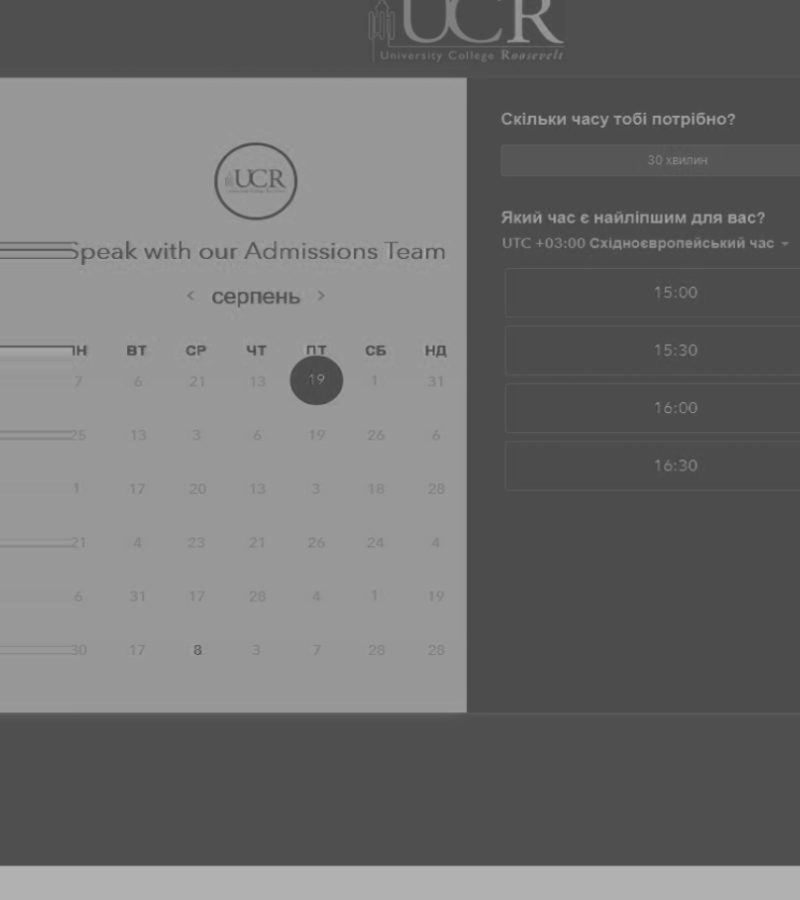 UCR
University College Roosevelt
UCR
Speak with our Admissions Team
‹ серпень ›
ПН ВТ СР ЧТ ПТ СБ НД
7 6 21 13 19 1 31
25 13 3 6 19 26 6
1 17 20 13 3 18 28
21 4 23 21 26 24 4
6 31 17 28 4 1 19
30 17 8 3 7 28 28
Скільки часу тобі потрібно?
30 хвилин
Який час є найліпшим для вас?
UTC +03:00 Східноєвропейський час
15:00
15:30
16:00
16:30